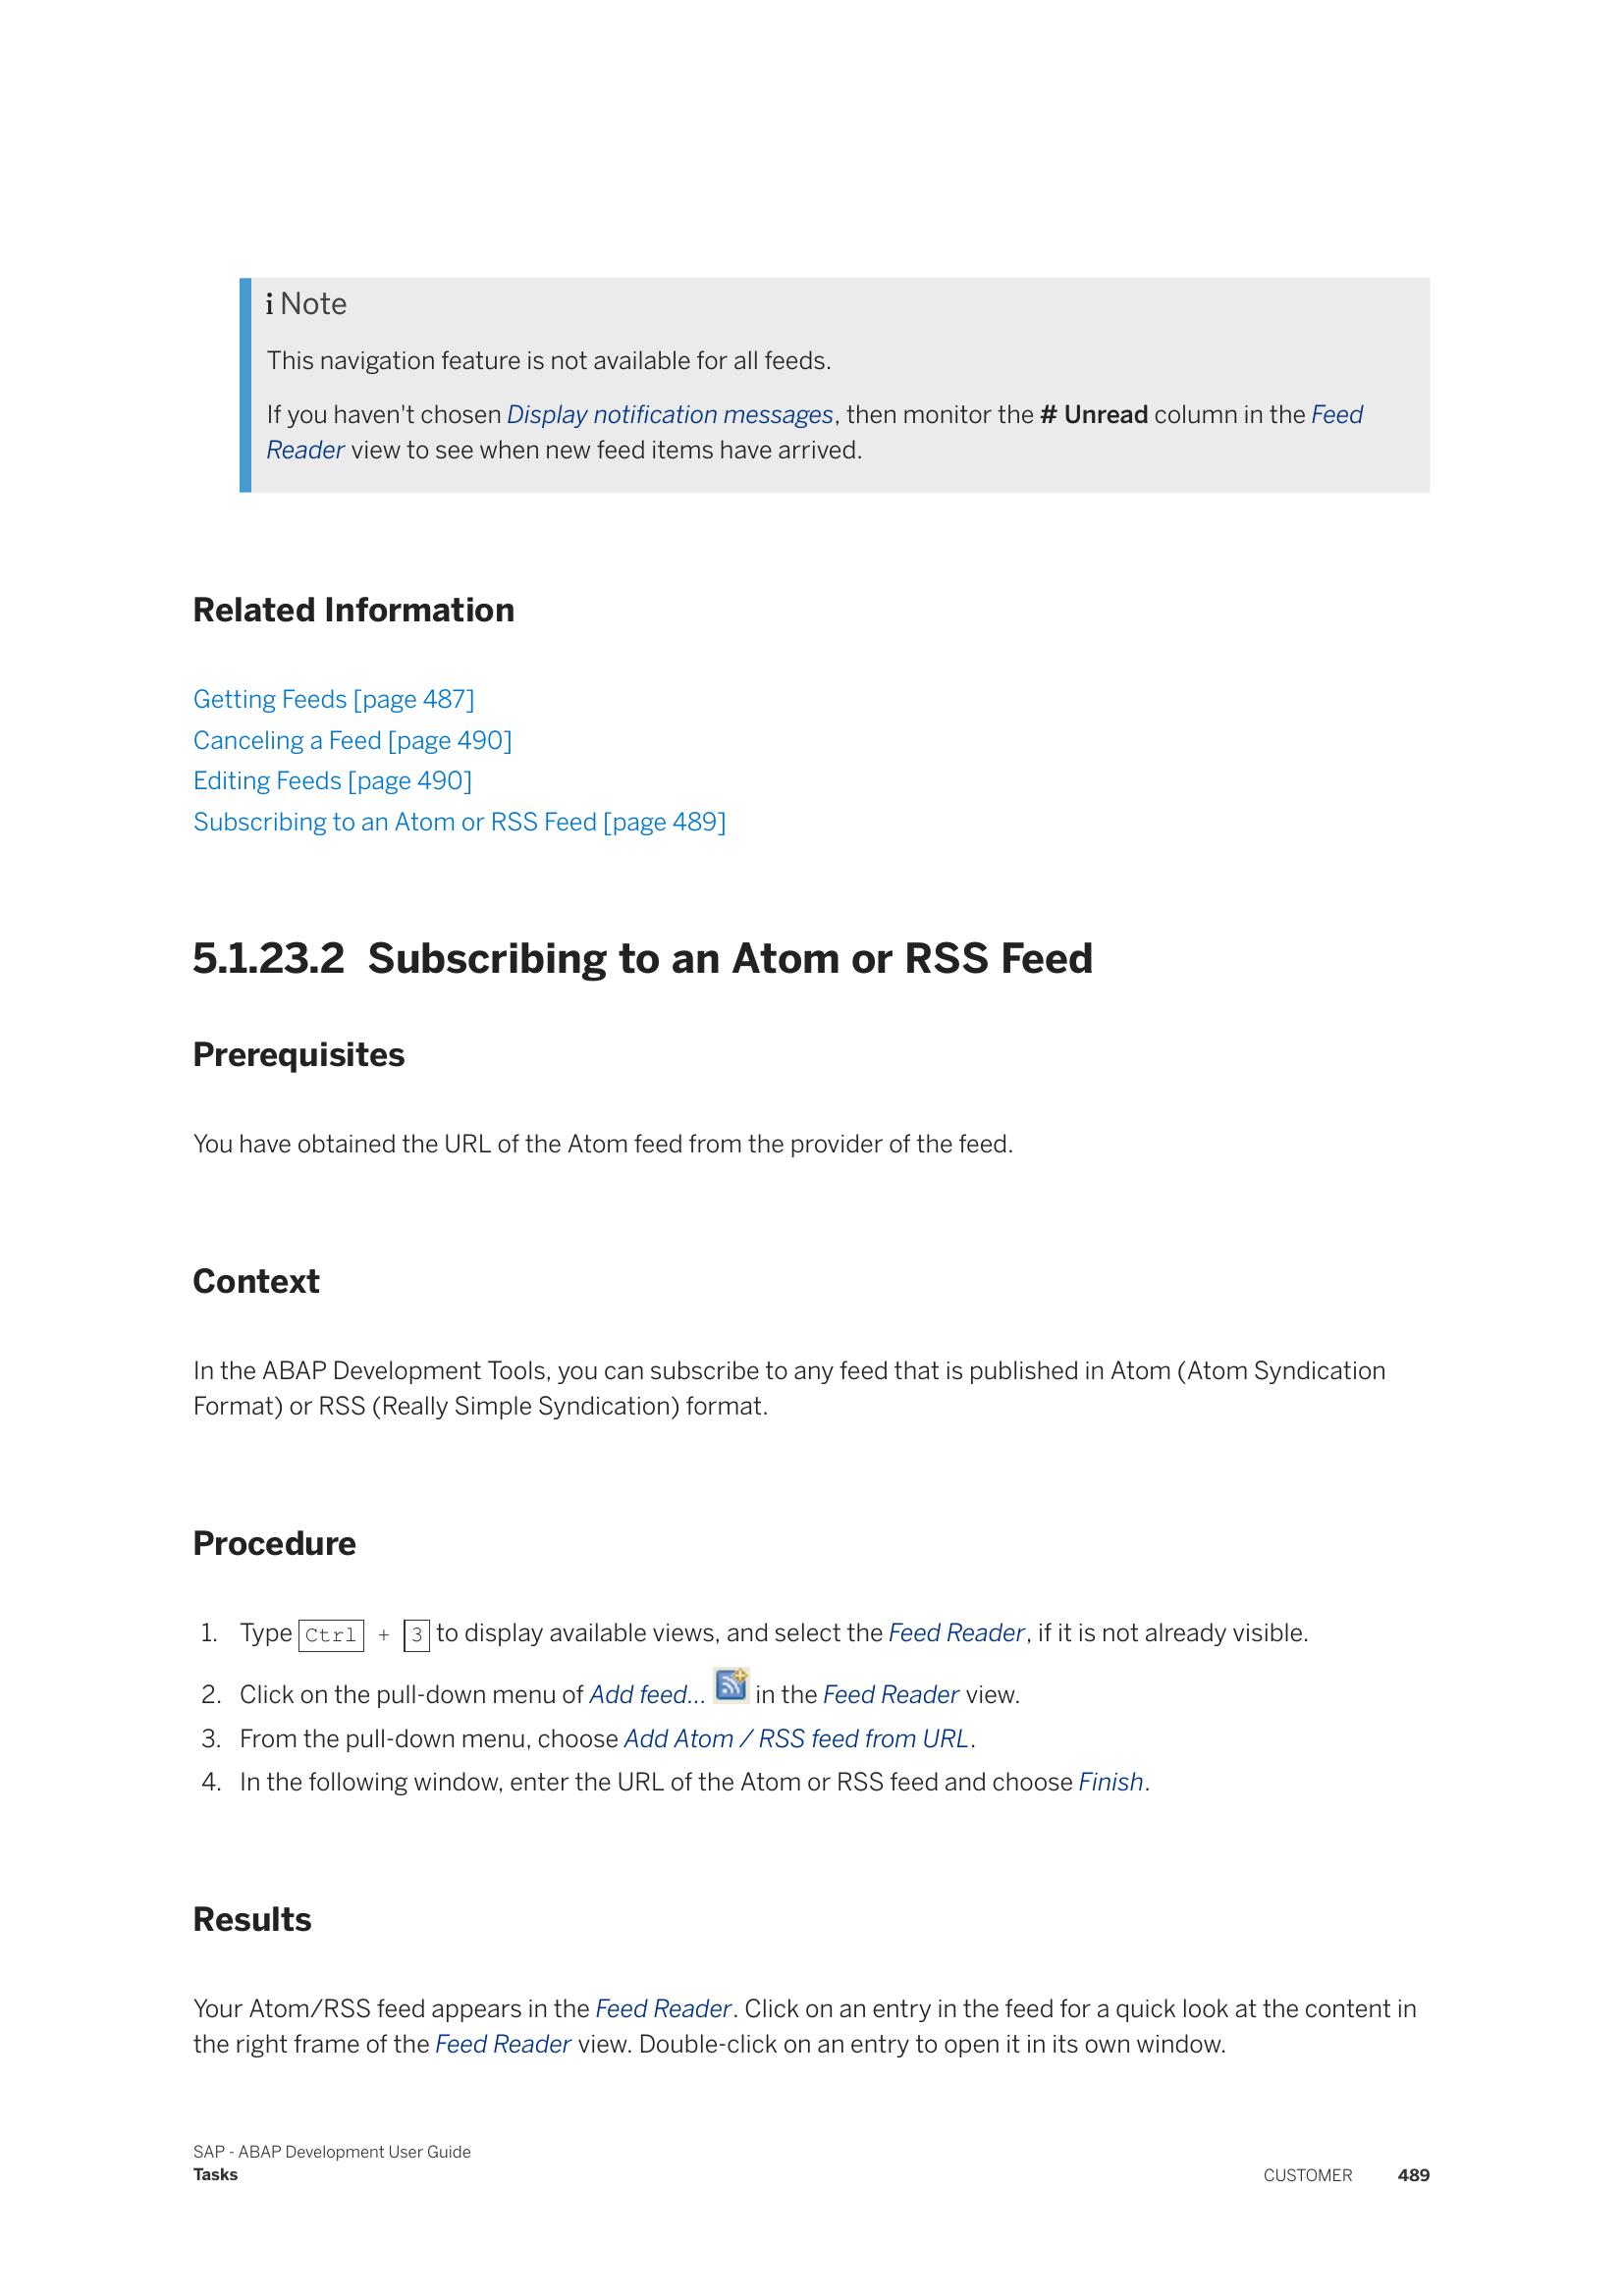 i Note
This navigation feature is not available for all feeds.
If you haven't chosen Display notification messages, then monitor the # Unread column in the Feed
Reader view to see when new feed items have arrived.
Related Information
Getting Feeds [page 487]
Canceling a Feed [page 490]
Editing Feeds [page 490]
Subscribing to an Atom or RSS Feed [page 489]
5.1.23.2 Subscribing to an Atom or RSS Feed
Prerequisites
You have obtained the URL of the Atom feed from the provider of the feed.
Context
In the ABAP Development Tools, you can subscribe to any feed that is published in Atom (Atom Syndication
Format) or RSS (Really Simple Syndication) format.
Procedure
1. Type Ctrl + 3 to display available views, and select the Feed Reader, if it is not already visible.
2. Click on the pull-down menu of Add feed... in the Feed Reader view.
3. From the pull-down menu, choose Add Atom / RSS feed from URL.
4. In the following window, enter the URL of the Atom or RSS feed and choose Finish.
Results
Your Atom/RSS feed appears in the Feed Reader. Click on an entry in the feed for a quick look at the content in
the right frame of the Feed Reader view. Double-click on an entry to open it in its own window.
SAP - ABAP Development User Guide
Tasks
CUSTOMER 489